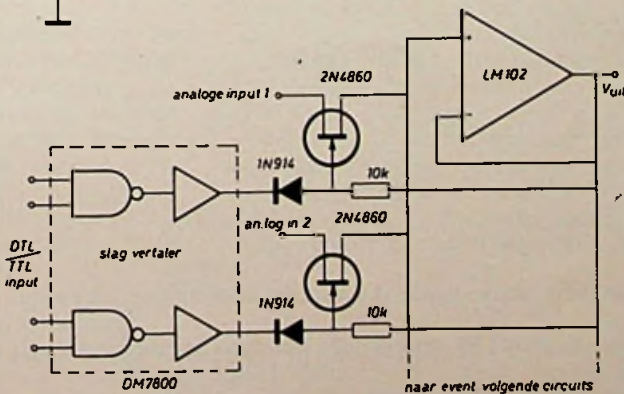 2N4860
LM102
analoge input 1
Vuit
1N914
10k
an.log in 2
2N4860
DTL
TTL
input
slag vertaler
1N914
10k
DM7800
naar event volgende circuits